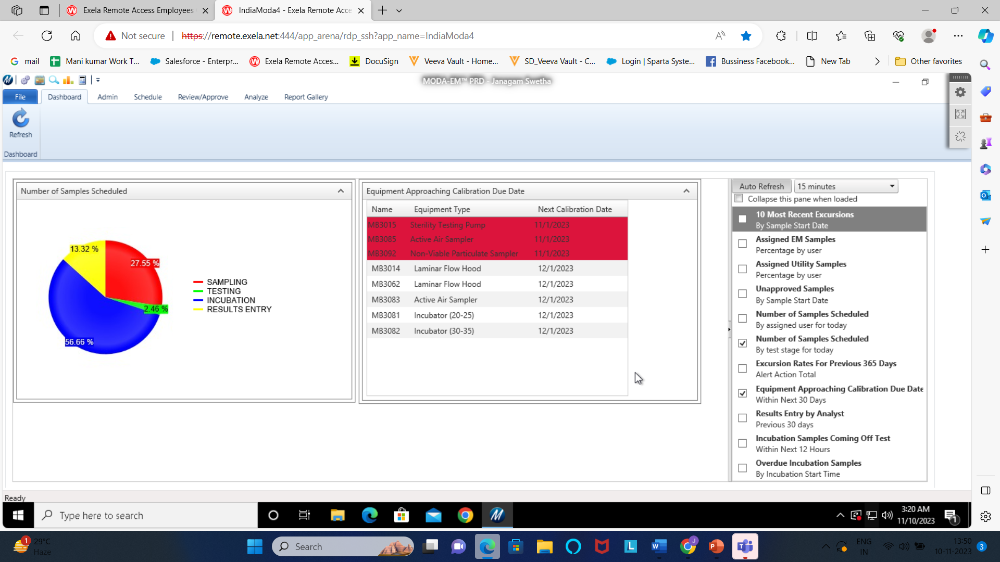 Exela Remote Access Employees
IndiaModa4 - Exela Remote Acce
Not secure
https://remote.exela.net:444/app_arena/rdp_ssh?app_name=IndiaModa4
mail
Mani kumar Work T...
Salesforce - Enterpr...
Exela Remote Acces...
DocuSign
Veeva Vault - Home...
SD_Veeva Vault - C...
Login | Sparta Syste...
Bussiness Facebook...
New Tab
Other favorites
MODA-EM™ PRD - Janagam Swetha
File
Dashboard
Admin
Schedule
Review/Approve
Analyze
Report Gallery
Refresh
Dashboard
Number of Samples Scheduled
13.32 %
27.55 %
2.46 %
56.66 %
SAMPLING
TESTING
INCUBATION
RESULTS ENTRY
Equipment Approaching Calibration Due Date
Name Equipment Type Next Calibration Date
MB3015 Sterility Testing Pump 11/1/2023
MB3085 Active Air Sampler 11/1/2023
MB3092 Non-Viable Particulate Sampler 11/1/2023
MB3014 Laminar Flow Hood 12/1/2023
MB3062 Laminar Flow Hood 12/1/2023
MB3083 Active Air Sampler 12/1/2023
MB3081 Incubator (20-25) 12/1/2023
MB3082 Incubator (30-35) 12/1/2023
Auto Refresh 15 minutes
Collapse this pane when loaded
10 Most Recent Excursions
By Sample Start Date
Assigned EM Samples
Percentage by user
Assigned Utility Samples
Percentage by user
Unapproved Samples
By Sample Start Date
Number of Samples Scheduled
By assigned user for today
Number of Samples Scheduled
By test stage for today
Excursion Rates For Previous 365 Days
Alert Action Total
Equipment Approaching Calibration Due Date
Within Next 30 Days
Results Entry by Analyst
Previous 30 days
Incubation Samples Coming Off Test
Within Next 12 Hours
Overdue Incubation Samples
By Incubation Start Time
Ready
Type here to search
3:20 AM
11/10/2023
1
1
29°C
Haze
Search
ENG
IN
13:50
10-11-2023
3